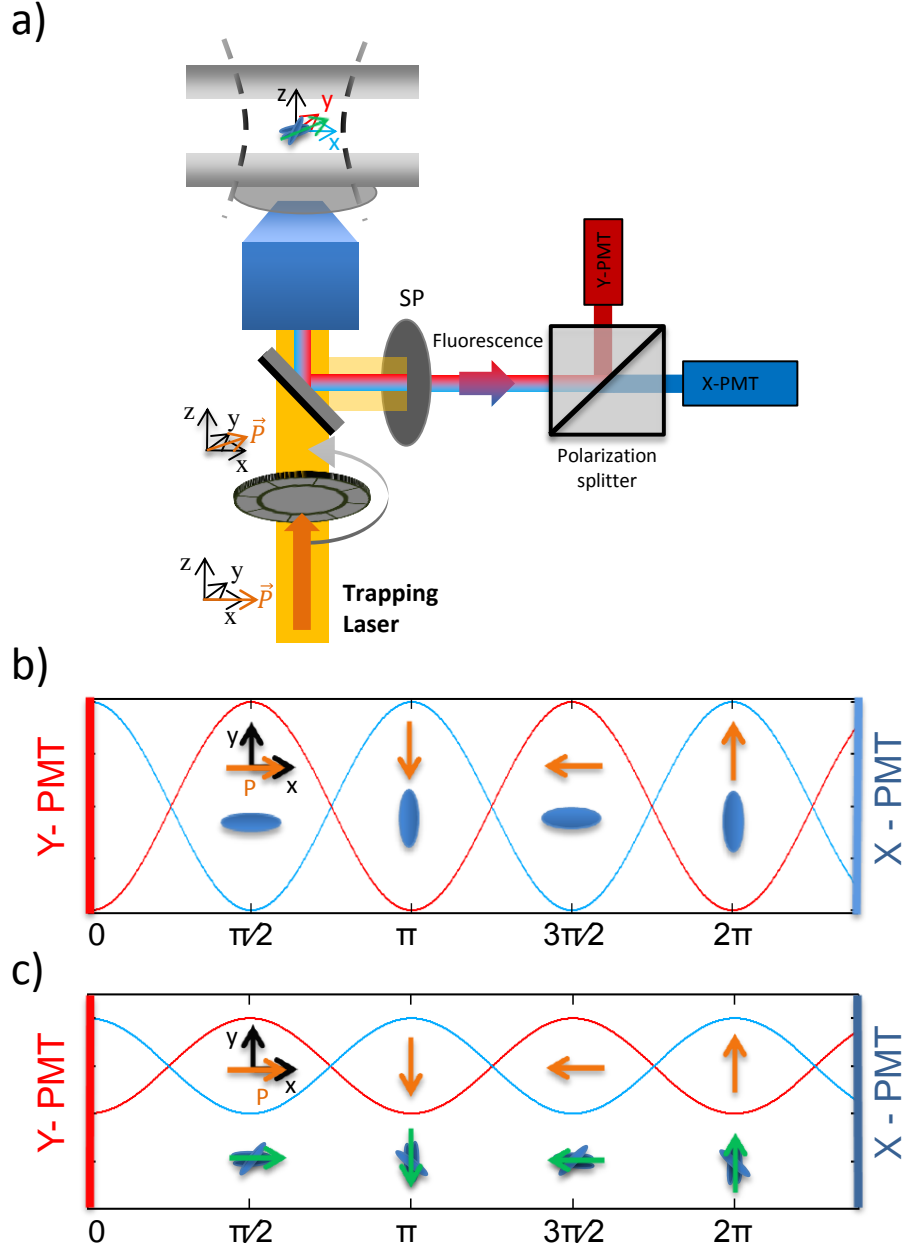 a)
z
y
x
Y-PMT
SP
Fluorescence
X-PMT
Polarization
splitter
z
y
P⃗
x
z
y
P⃗
x
Trapping
Laser
b)
Y- PMT
y
P
x
X - PMT
0
π⁄2
π
3π⁄2
2π
c)
Y- PMT
y
x
P
X - PMT
0
π⁄2
π
3π⁄2
2π